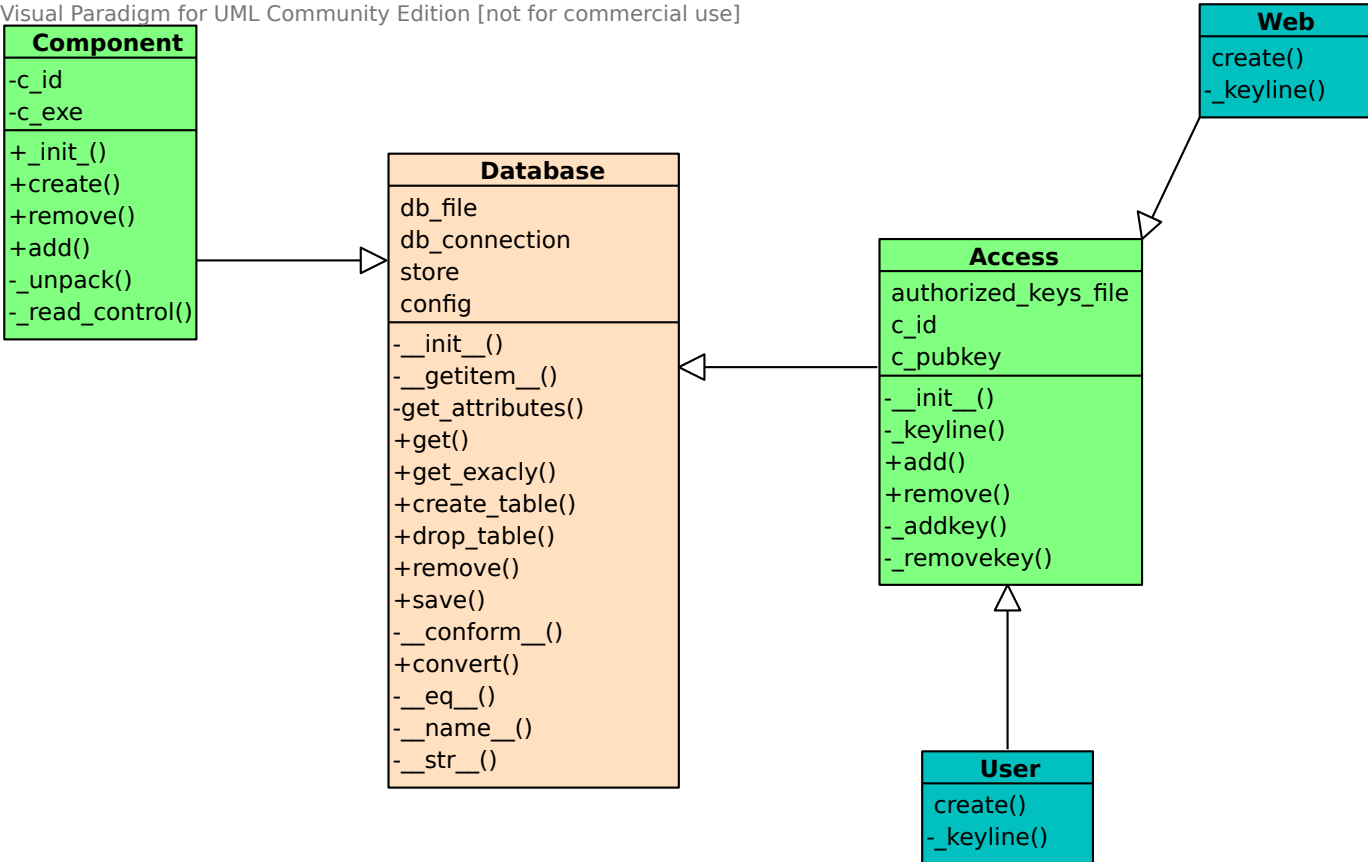 Visual Paradigm for UML Community Edition [not for commercial use]
Component
-c_id
-c_exe
+_init_()
+create()
+remove()
+add()
-_unpack()
-_read_control()
Database
db_file
db_connection
store
config
-__init__()
-__getitem__()
-get_attributes()
+get()
+get_exacly()
+create_table()
+drop_table()
+remove()
+save()
-__conform__()
+convert()
-__eq__()
-__name__()
-__str__()
Web
create()
-_keyline()
Access
authorized_keys_file
c_id
c_pubkey
-__init__()
-_keyline()
+add()
+remove()
-_addkey()
-_removekey()
User
create()
-_keyline()